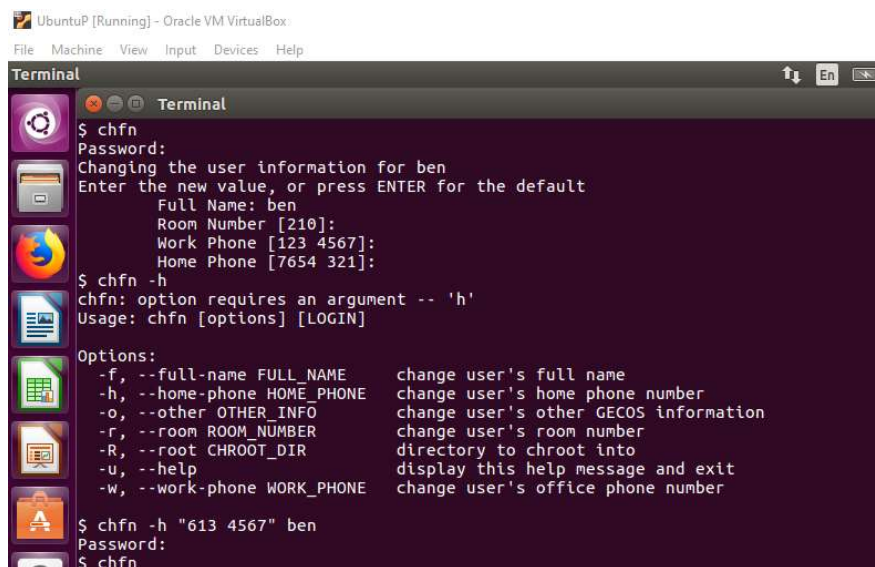 UbuntuP [Running] - Oracle VM VirtualBox
File Machine View Input Devices Help
Terminal En
Terminal
$ chfn
Password:
Changing the user information for ben
Enter the new value, or press ENTER for the default
Full Name: ben
Room Number [210]:
Work Phone [123 4567]:
Home Phone [7654 321]:
$ chfn -h
chfn: option requires an argument -- 'h'
Usage: chfn [options] [LOGIN]
Options:
-f, --full-name FULL_NAME change user's full name
-h, --home-phone HOME_PHONE change user's home phone number
-o, --other OTHER_INFO change user's other GECOS information
-r, --room ROOM_NUMBER change user's room number
-R, --root CHROOT_DIR directory to chroot into
-u, --help display this help message and exit
-w, --work-phone WORK_PHONE change user's office phone number
$ chfn -h "613 4567" ben
Password:
$ chfn